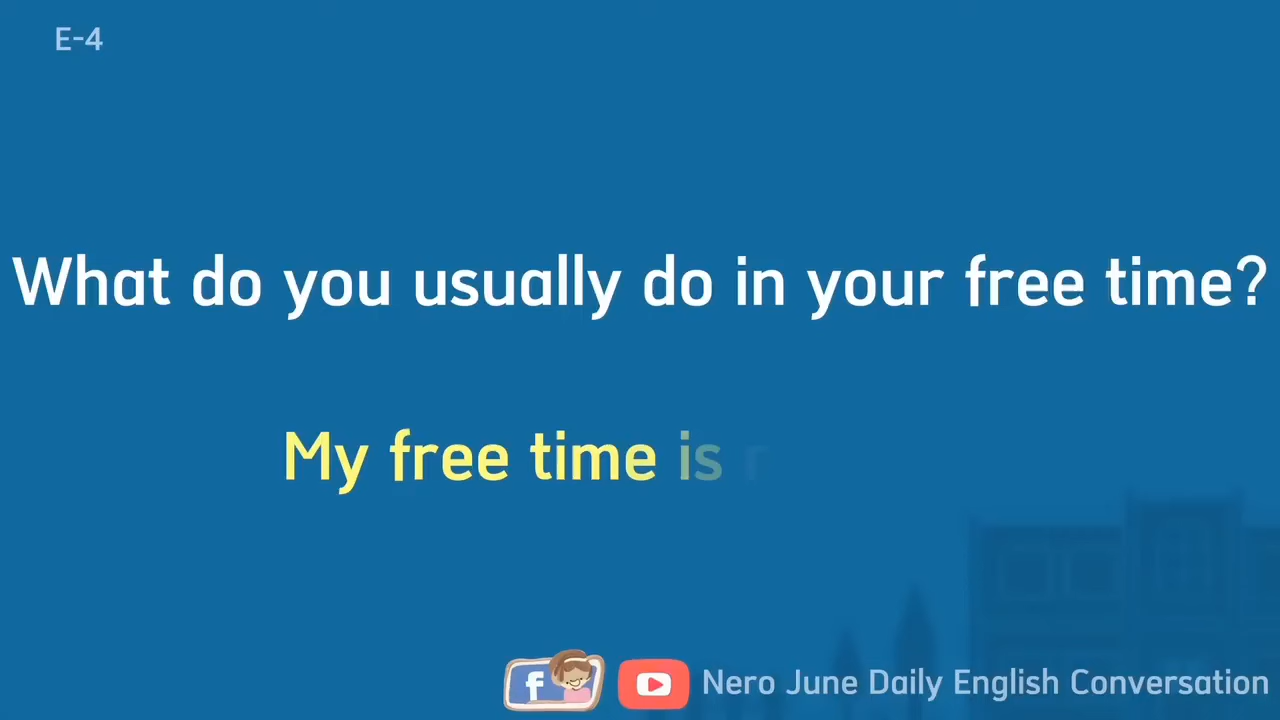 E-4
What do you usually do in your free time?
My free time is r
f Nero June Daily English Conversation